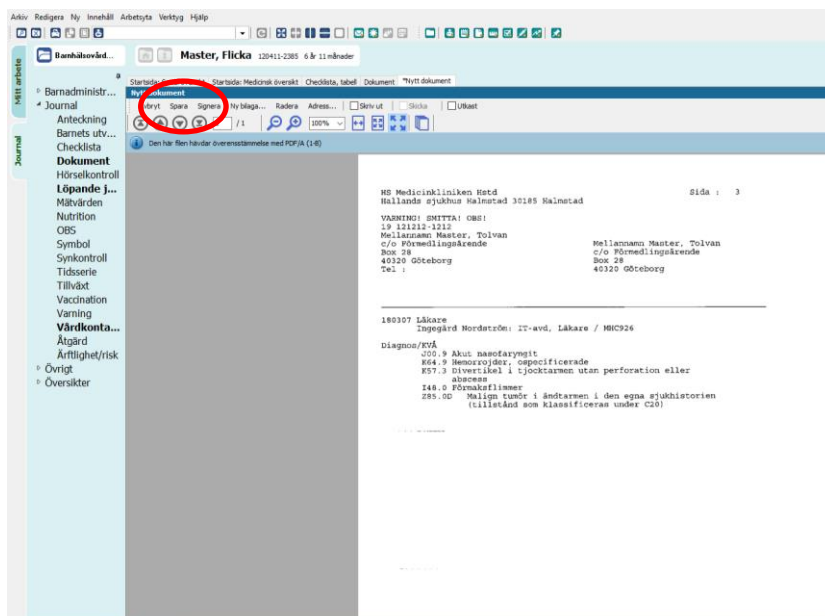 Arkiv Redigera Ny Innehåll Arbetsyta Verktyg Hjälp
Mitt arbete
Journal
Barnhälsovård...
Master, Flicka 120411-2385 6 år 11 månader
Startsida: Medicinsk översikt Checklista, tabell Dokument *Nytt dokument
Nytt dokument
Avbryt Spara Signera Ny bilaga... Radera Adress... Skriv ut Skicka Utkast
/ 1 100%
Den här filen hävdar överensstämmelse med PDF/A (1-B)
Barnadministr...
Journal
Anteckning
Barnets utv...
Checklista
Dokument
Hörselkontroll
Löpande j...
Mätvärden
Nutrition
OBS
Symbol
Synkontroll
Tidsserie
Tillväxt
Vaccination
Varning
Vårdkonta...
Åtgärd
Ärftlighet/risk
Övrigt
Översikter
HS Medicinkliniken Hstd Sida : 3
Hallands sjukhus Halmstad 30185 Halmstad
VARNING! SMITTA! OBS!
19 121212-1212
Mellannamn Master, Tolvan
c/o Förmedlingsärende Mellannamn Master, Tolvan
Box 28 c/o Förmedlingsärende
40320 Göteborg Box 28
Tel : 40320 Göteborg
180307 Läkare
Ingegärd Nordström: IT-avd, Läkare / MHC926
Diagnos/KVÅ
J00.9 Akut nasofaryngit
K64.9 Hemorrojder, ospecificerade
K57.3 Divertikel i tjocktarmen utan perforation eller
abscess
I48.0 Förmaksflimmer
Z85.0D Malign tumör i ändtarmen i den egna sjukhistorien
(tillstånd som klassificeras under C20)